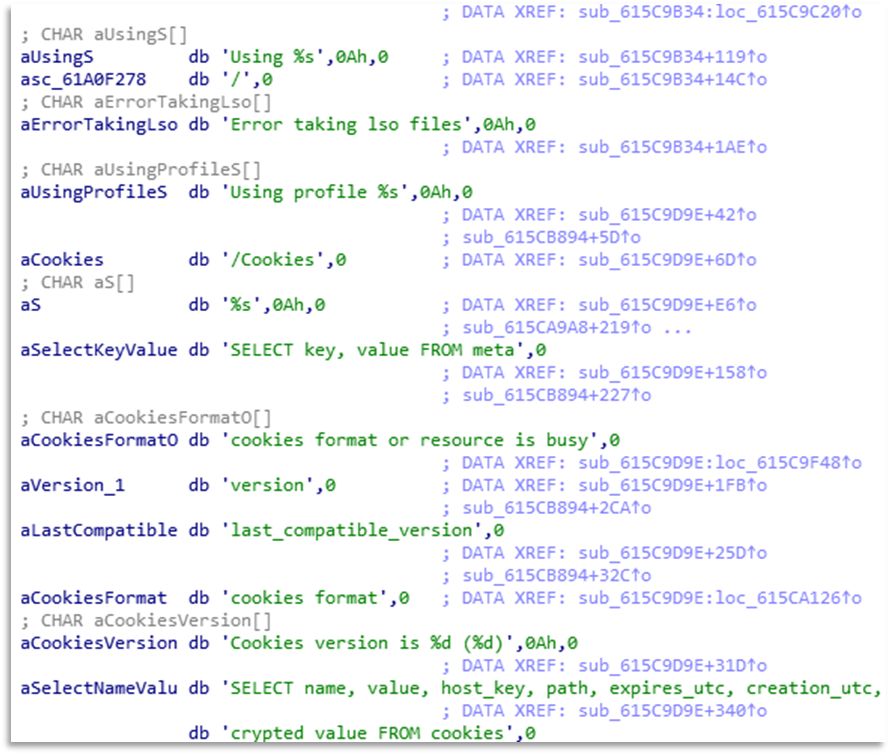 ; DATA XREF: sub_615C9B34:loc_615C9C20↑o
; CHAR aUsingS[]
aUsingS db 'Using %s',0Ah,0 ; DATA XREF: sub_615C9B34+119↑o
asc_61A0F278 db '/',0 ; DATA XREF: sub_615C9B34+14C↑o
; CHAR aErrorTakingLso[]
aErrorTakingLso db 'Error taking lso files',0Ah,0
; DATA XREF: sub_615C9B34+1AE↑o
; CHAR aUsingProfileS[]
aUsingProfileS db 'Using profile %s',0Ah,0
; DATA XREF: sub_615C9D9E+42↑o
; sub_615CB894+5D↑o
aCookies db '/Cookies',0 ; DATA XREF: sub_615C9D9E+6D↑o
; CHAR aS[]
aS db '%s',0Ah,0 ; DATA XREF: sub_615C9D9E+E6↑o
; sub_615CA9A8+219↑o ...
aSelectKeyValue db 'SELECT key, value FROM meta',0
; DATA XREF: sub_615C9D9E+158↑o
; sub_615CB894+227↑o
; CHAR aCookiesFormatO[]
aCookiesFormatO db 'cookies format or resource is busy',0
; DATA XREF: sub_615C9D9E:loc_615C9F48↑o
aVersion_1 db 'version',0 ; DATA XREF: sub_615C9D9E+1FB↑o
; sub_615CB894+2CA↑o
aLastCompatible db 'last_compatible_version',0
; DATA XREF: sub_615C9D9E+25D↑o
; sub_615CB894+32C↑o
aCookiesFormat db 'cookies format',0 ; DATA XREF: sub_615C9D9E:loc_615CA126↑o
; CHAR aCookiesVersion[]
aCookiesVersion db 'Cookies version is %d (%d)',0Ah,0
; DATA XREF: sub_615C9D9E+31D↑o
aSelectNameValu db 'SELECT name, value, host_key, path, expires_utc, creation_utc,
; DATA XREF: sub_615C9D9E+340↑o
db 'crypted value FROM cookies',0